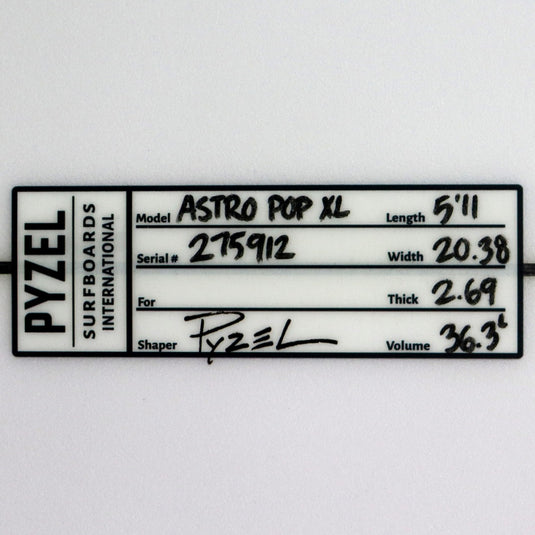 PYZEL
SURFBOARDS
INTERNATIONAL
Model ASTRO POP XL Length 5'11
Serial # 275912 Width 20.38
For Thick 2.69
Shaper PYZEL Volume 36.3L